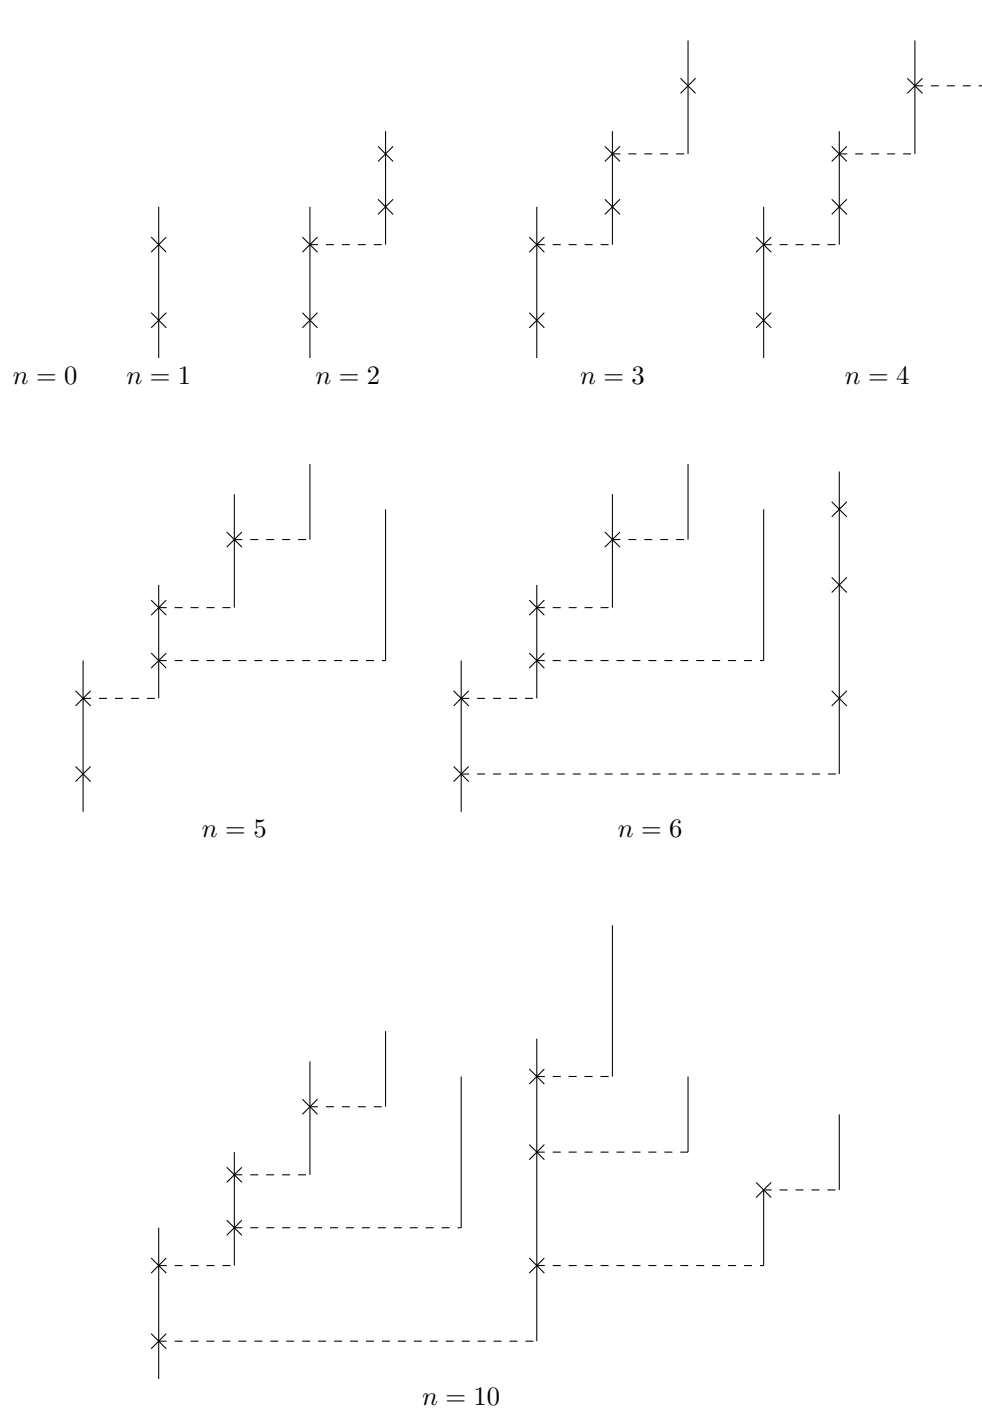 n = 0 n = 1 n = 2 n = 3 n = 4
n = 5 n = 6
n = 10